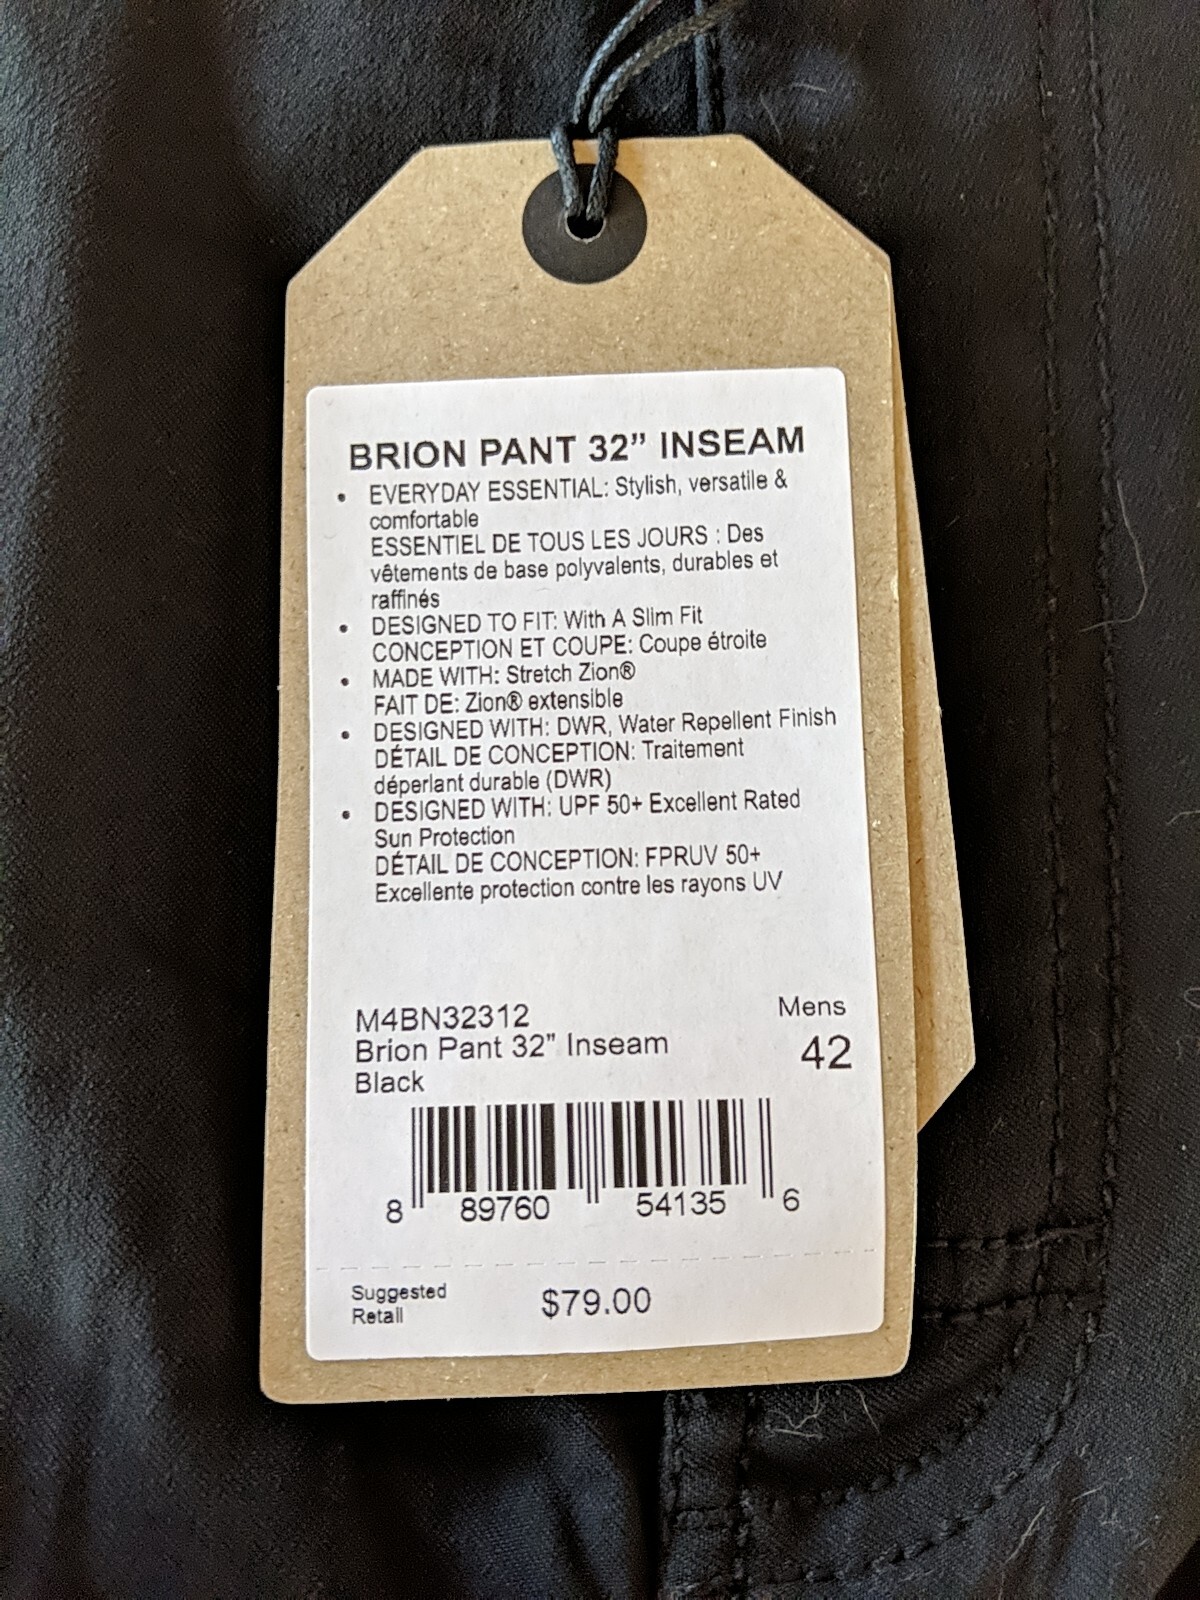 BRION PANT 32” INSEAM
• EVERYDAY ESSENTIAL: Stylish, versatile &
comfortable
ESSENTIEL DE TOUS LES JOURS : Des
vêtements de base polyvalents, durables et
raffinés
• DESIGNED TO FIT: With A Slim Fit
CONCEPTION ET COUPE: Coupe étroite
• MADE WITH: Stretch Zion®
FAIT DE: Zion® extensible
• DESIGNED WITH: DWR, Water Repellent Finish
DÉTAIL DE CONCEPTION: Traitement
déperlant durable (DWR)
• DESIGNED WITH: UPF 50+ Excellent Rated
Sun Protection
DÉTAIL DE CONCEPTION: FPRUV 50+
Excellente protection contre les rayons UV
M4BN32312 Mens
Brion Pant 32" Inseam 42
Black
8 89760 54135 6
Suggested
Retail $79.00